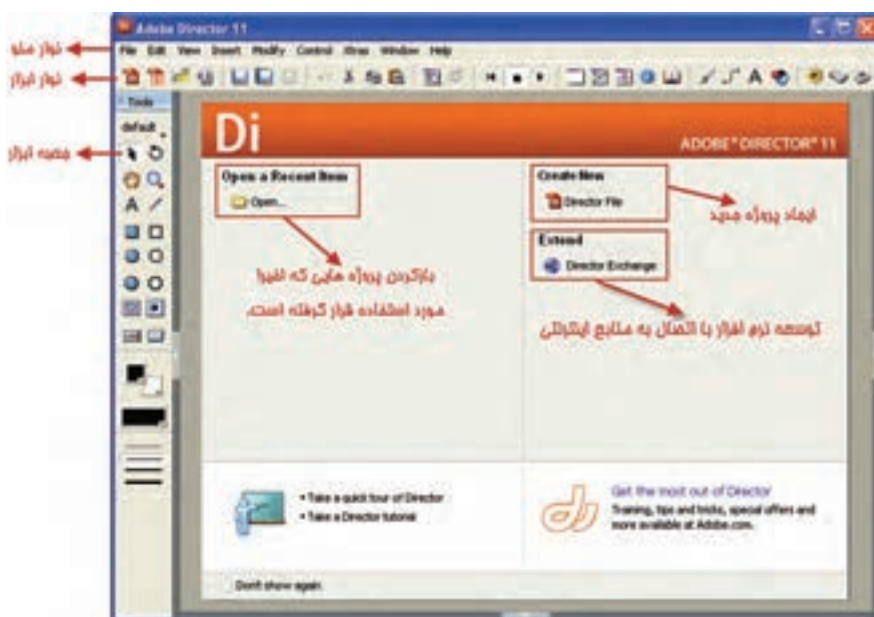 Adobe Director 11
File Edit View Insert Modify Control Xtras Window Help
نوار منو
نوار ابزار
Tools
default
جعبه ابزار
Di
ADOBE® DIRECTOR® 11
Open a Recent Item
Open...
Create New
Director File
ایجاد پروژه جدید
Extend
Director Exchange
بازکردن پروژه هایی که اخیرا
مورد استفاده قرار گرفته است.
توسعه نرم افزار با اتصال به منابع اینترنتی
• Take a quick tour of Director
• Take a Director tutorial
Get the most out of Director
Training, tips and tricks, special offers and
more available at Adobe.com.
Don't show again